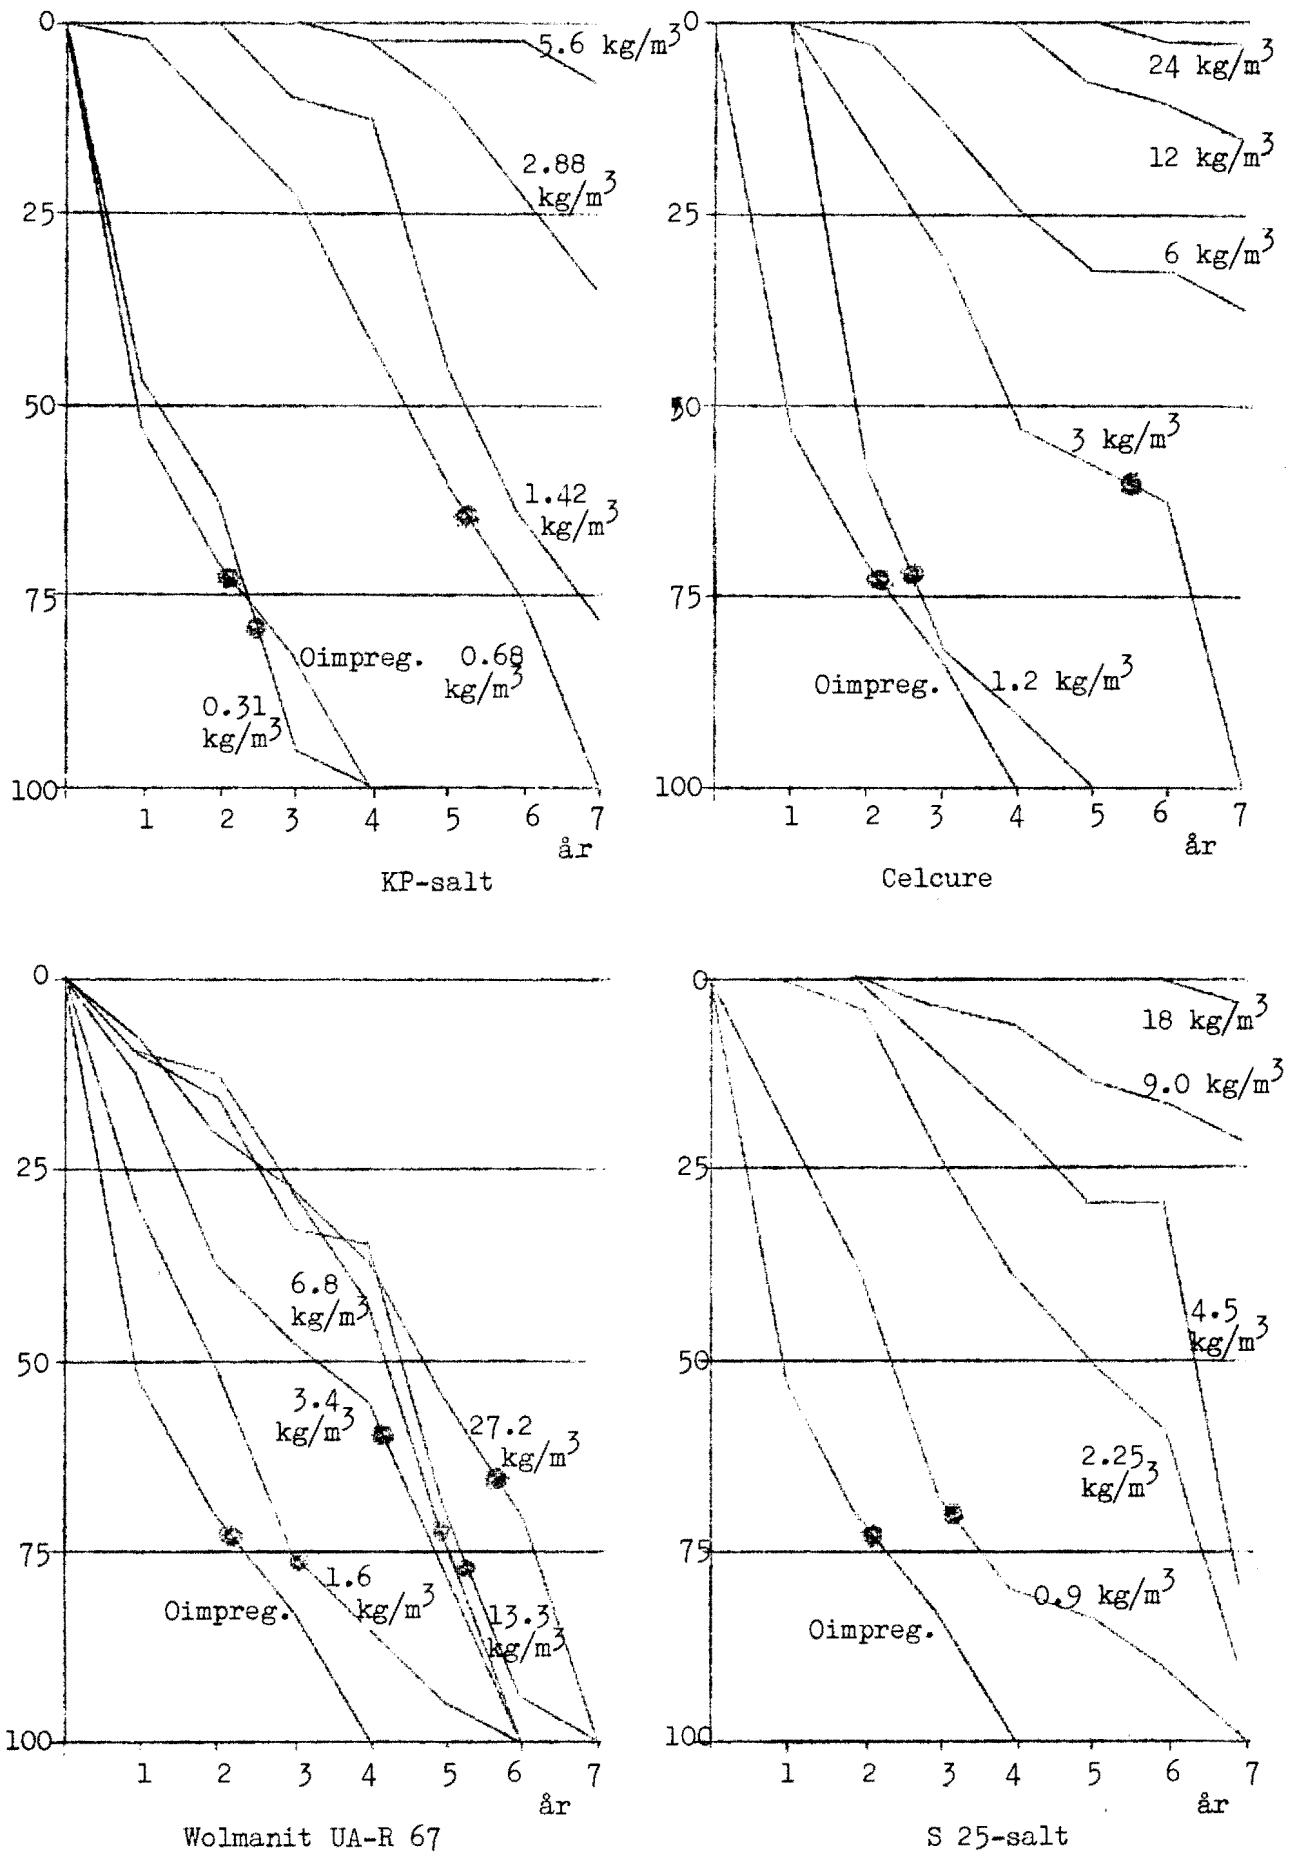 0
5.6 kg/m³
2.88
kg/m³
25
50
1.42
kg/m³
75
Oimpreg.
0.68
kg/m³
0.31
kg/m³
100
1 2 3 4 5 6 7
år
KP-salt
0
24 kg/m³
12 kg/m³
25
6 kg/m³
50
3 kg/m³
75
Oimpreg.
1.2 kg/m³
100
1 2 3 4 5 6 7
år
Celcure
0
25
6.8
kg/m³
50
3.4
kg/m³
27.2
kg/m³
75
1.6
kg/m³
Oimpreg.
13.3
kg/m³
100
1 2 3 4 5 6 7
år
Wolmanit UA-R 67
0
18 kg/m³
9.0 kg/m³
25
4.5
kg/m³
50
2.25
kg/m³
75
0.9 kg/m³
Oimpreg.
100
1 2 3 4 5 6 7
år
S 25-salt